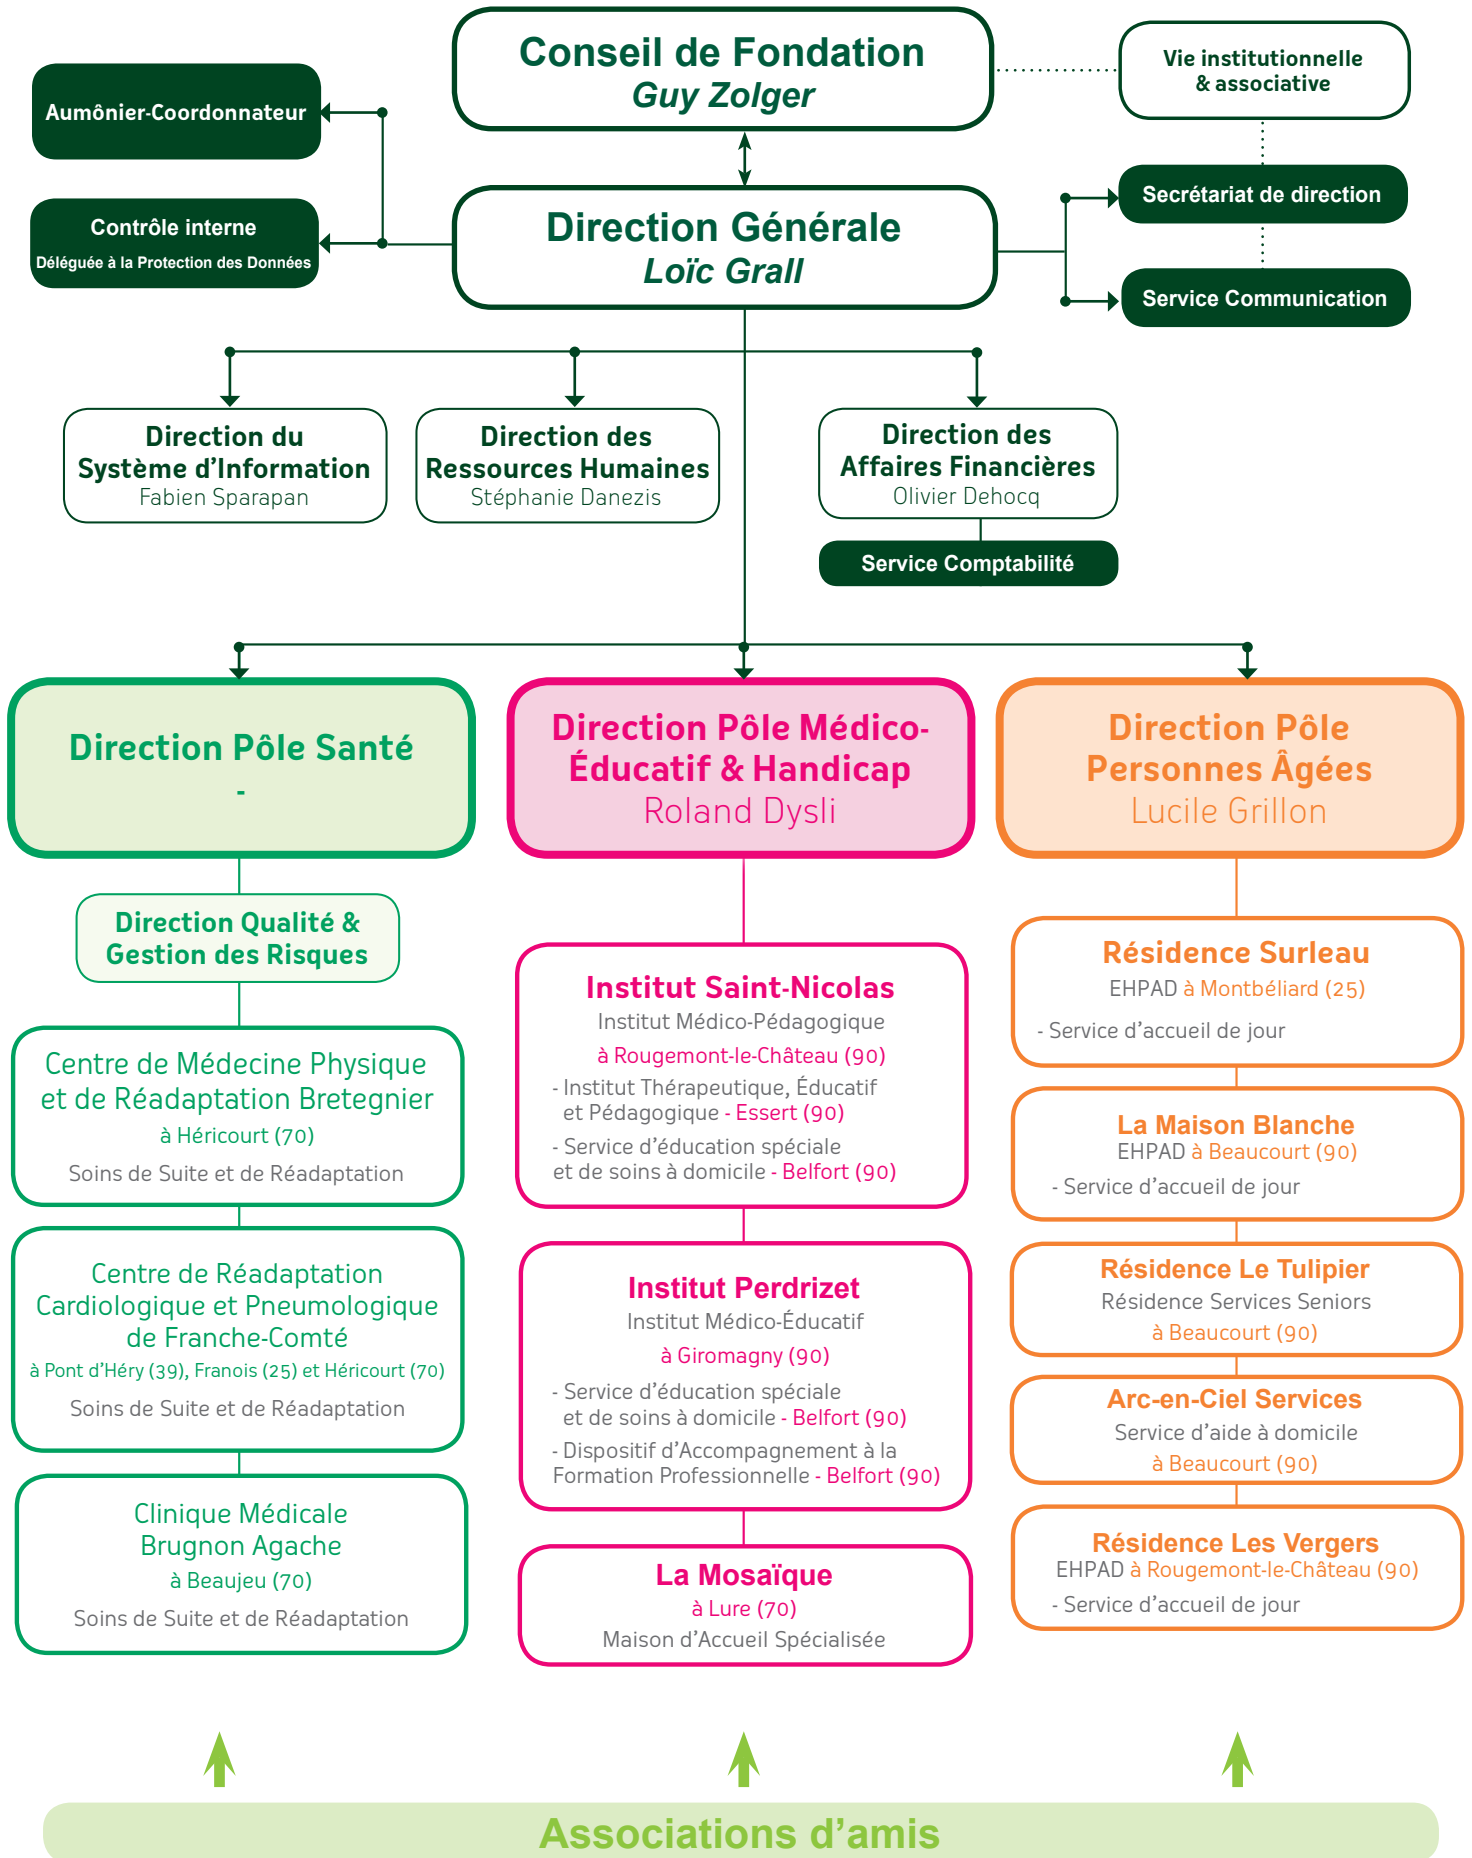 Conseil de Fondation
Guy Zolger
Vie institutionnelle
& associative
Aumônier-Coordonnateur
Contrôle interne
Déléguée à la Protection des Données
Direction Générale
Loïc Grall
Secrétariat de direction
Service Communication
Direction du
Système d’Information
Fabien Sparapan
Direction des
Ressources Humaines
Stéphanie Danezis
Direction des
Affaires Financières
Olivier Dehocq
Service Comptabilité
Direction Pôle Santé
-
Direction Qualité &
Gestion des Risques
Centre de Médecine Physique
et de Réadaptation Bretegnier
à Héricourt (70)
Soins de Suite et de Réadaptation
Centre de Réadaptation
Cardiologique et Pneumologique
de Franche-Comté
à Pont d’Héry (39), Franois (25) et Héricourt (70)
Soins de Suite et de Réadaptation
Clinique Médicale
Brugnon Agache
à Beaujeu (70)
Soins de Suite et de Réadaptation
Direction Pôle Médico-
Éducatif & Handicap
Roland Dysli
Institut Saint-Nicolas
Institut Médico-Pédagogique
à Rougemont-le-Château (90)
- Institut Thérapeutique, Éducatif
et Pédagogique - Essert (90)
- Service d’éducation spéciale
et de soins à domicile - Belfort (90)
Institut Perdrizet
Institut Médico-Éducatif
à Giromagny (90)
- Service d’éducation spéciale
et de soins à domicile - Belfort (90)
- Dispositif d’Accompagnement à la
Formation Professionnelle - Belfort (90)
La Mosaïque
à Lure (70)
Maison d’Accueil Spécialisée
Direction Pôle
Personnes Âgées
Lucile Grillon
Résidence Surleau
EHPAD à Montbéliard (25)
- Service d’accueil de jour
La Maison Blanche
EHPAD à Beaucourt (90)
- Service d’accueil de jour
Résidence Le Tulipier
Résidence Services Seniors
à Beaucourt (90)
Arc-en-Ciel Services
Service d’aide à domicile
à Beaucourt (90)
Résidence Les Vergers
EHPAD à Rougemont-le-Château (90)
- Service d’accueil de jour
Associations d’amis